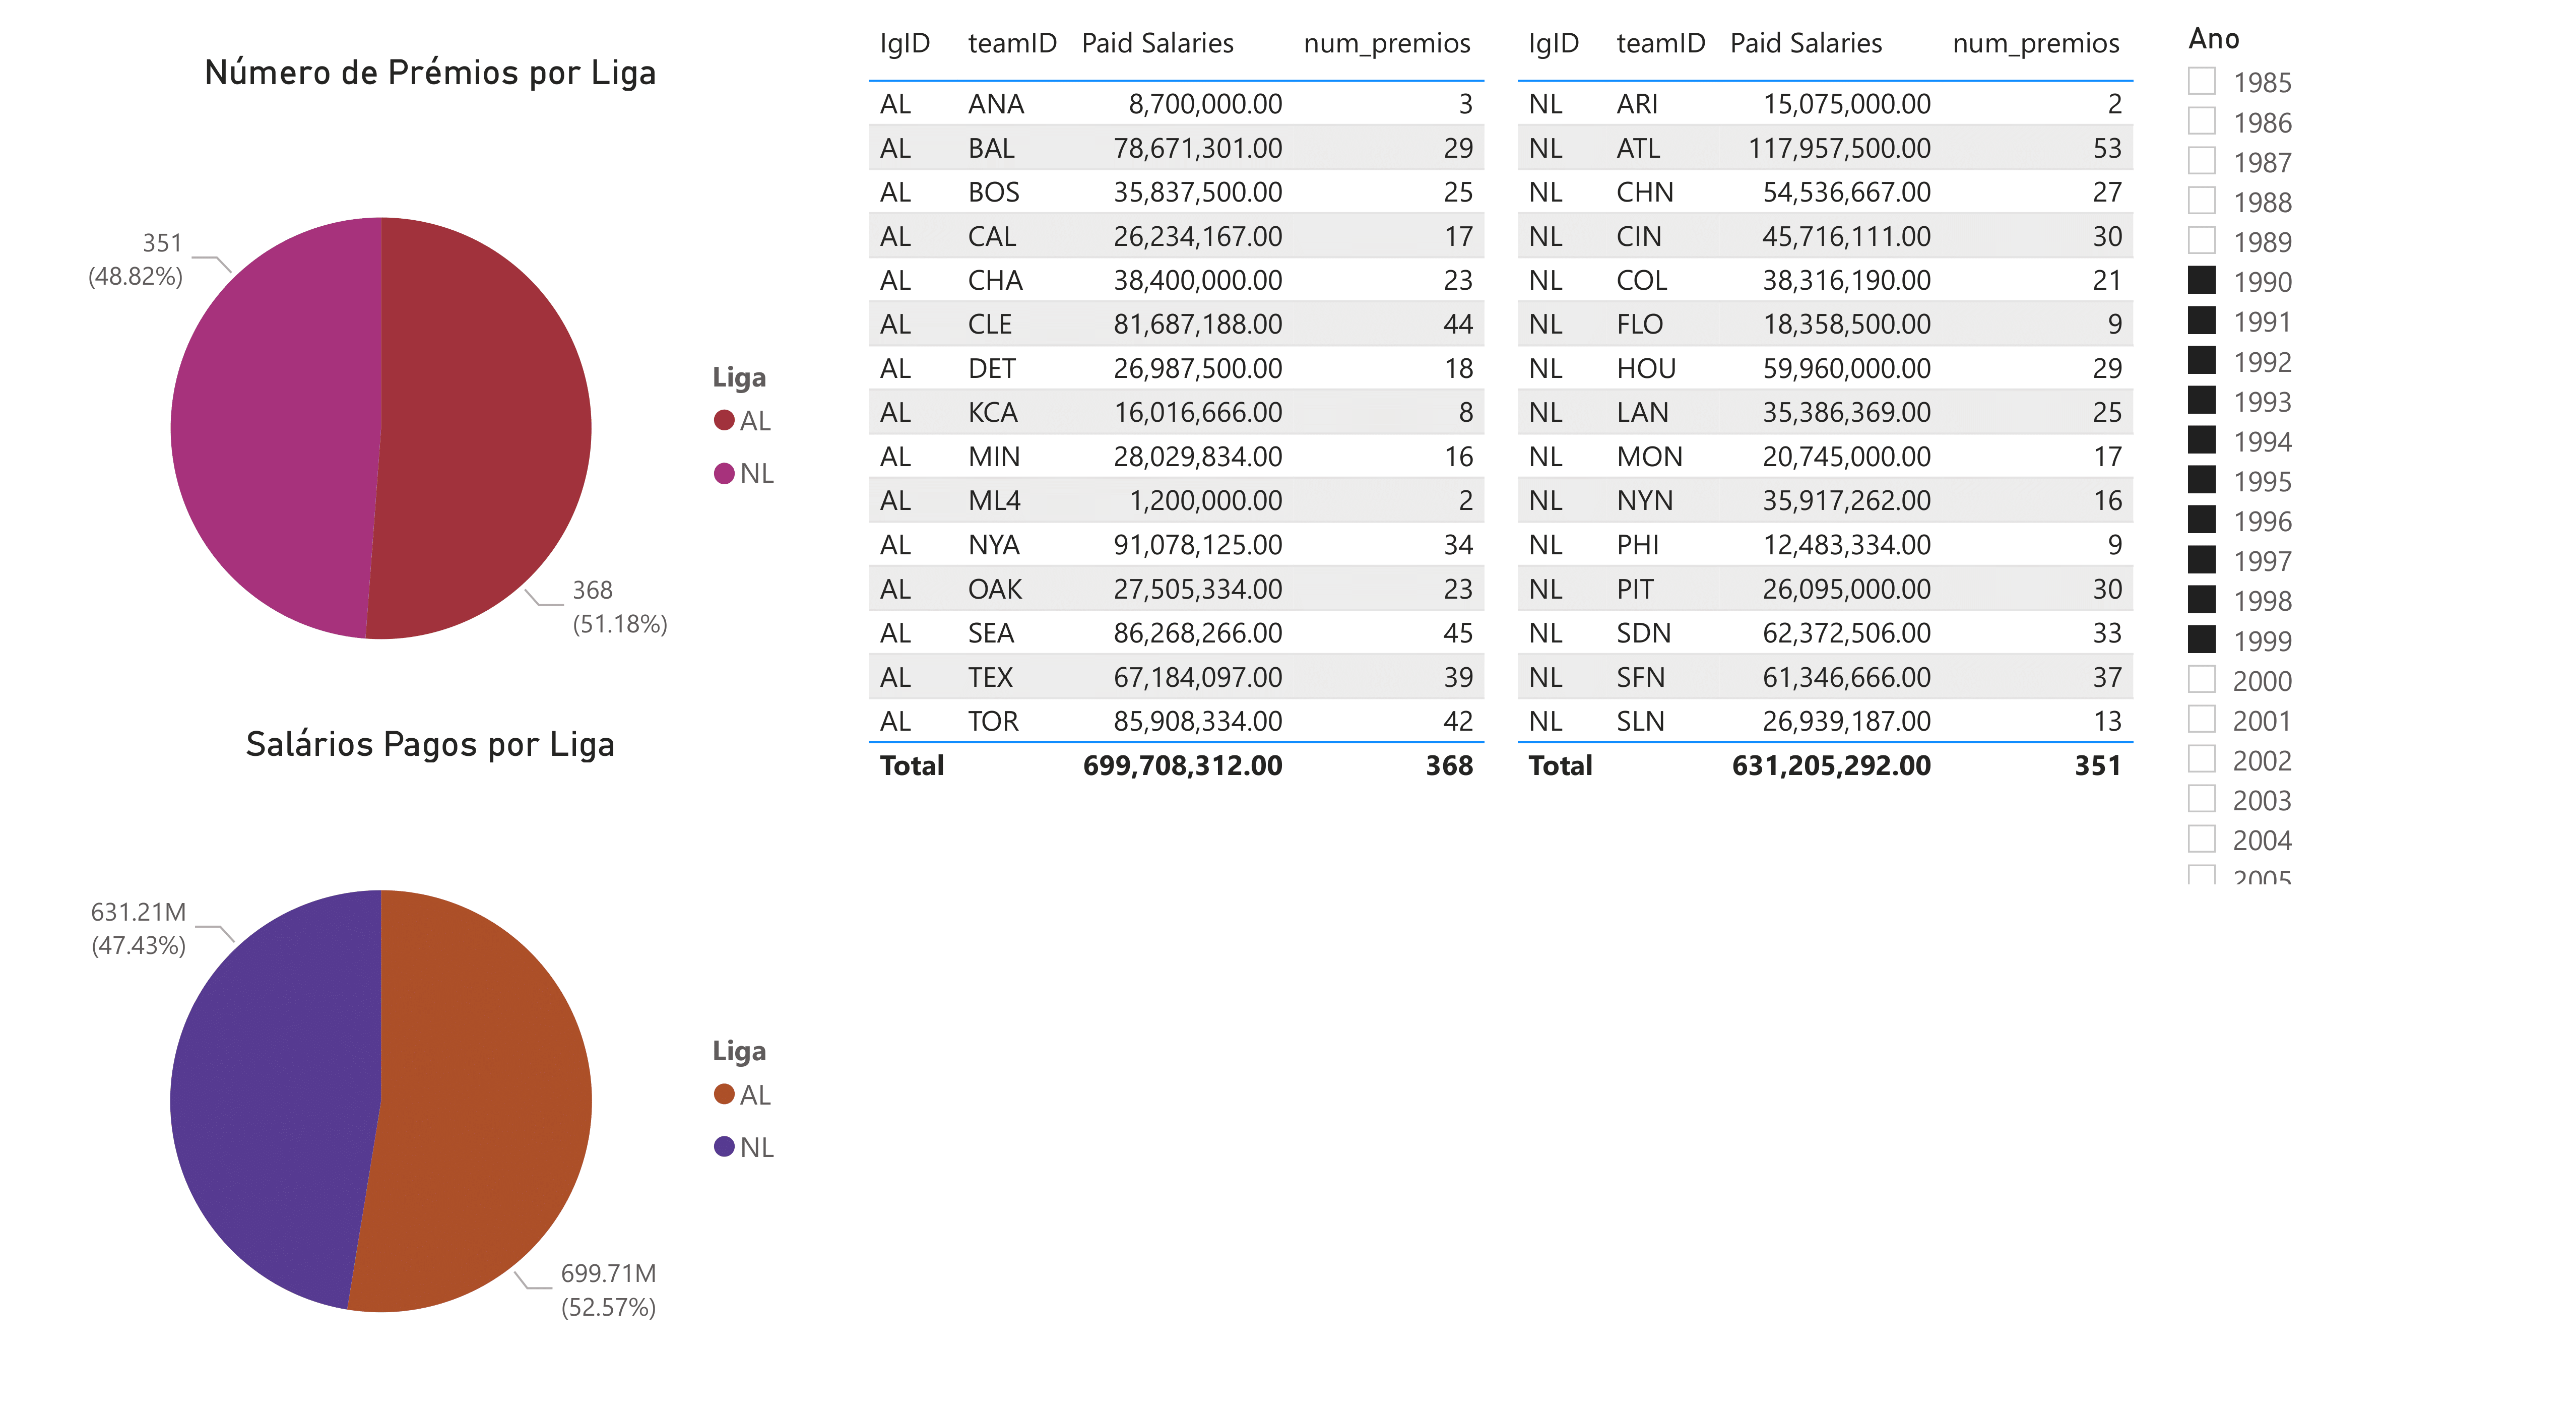 Número de Prémios por Liga
351
(48.82%)
368
(51.18%)
Liga
AL
NL
Salários Pagos por Liga
631.21M
(47.43%)
699.71M
(52.57%)
Liga
AL
NL
lgID teamID Paid Salaries num_premios
AL ANA 8,700,000.00 3
AL BAL 78,671,301.00 29
AL BOS 35,837,500.00 25
AL CAL 26,234,167.00 17
AL CHA 38,400,000.00 23
AL CLE 81,687,188.00 44
AL DET 26,987,500.00 18
AL KCA 16,016,666.00 8
AL MIN 28,029,834.00 16
AL ML4 1,200,000.00 2
AL NYA 91,078,125.00 34
AL OAK 27,505,334.00 23
AL SEA 86,268,266.00 45
AL TEX 67,184,097.00 39
AL TOR 85,908,334.00 42
Total 699,708,312.00 368
lgID teamID Paid Salaries num_premios
NL ARI 15,075,000.00 2
NL ATL 117,957,500.00 53
NL CHN 54,536,667.00 27
NL CIN 45,716,111.00 30
NL COL 38,316,190.00 21
NL FLO 18,358,500.00 9
NL HOU 59,960,000.00 29
NL LAN 35,386,369.00 25
NL MON 20,745,000.00 17
NL NYN 35,917,262.00 16
NL PHI 12,483,334.00 9
NL PIT 26,095,000.00 30
NL SDN 62,372,506.00 33
NL SFN 61,346,666.00 37
NL SLN 26,939,187.00 13
Total 631,205,292.00 351
Ano
1985
1986
1987
1988
1989
1990
1991
1992
1993
1994
1995
1996
1997
1998
1999
2000
2001
2002
2003
2004
2005